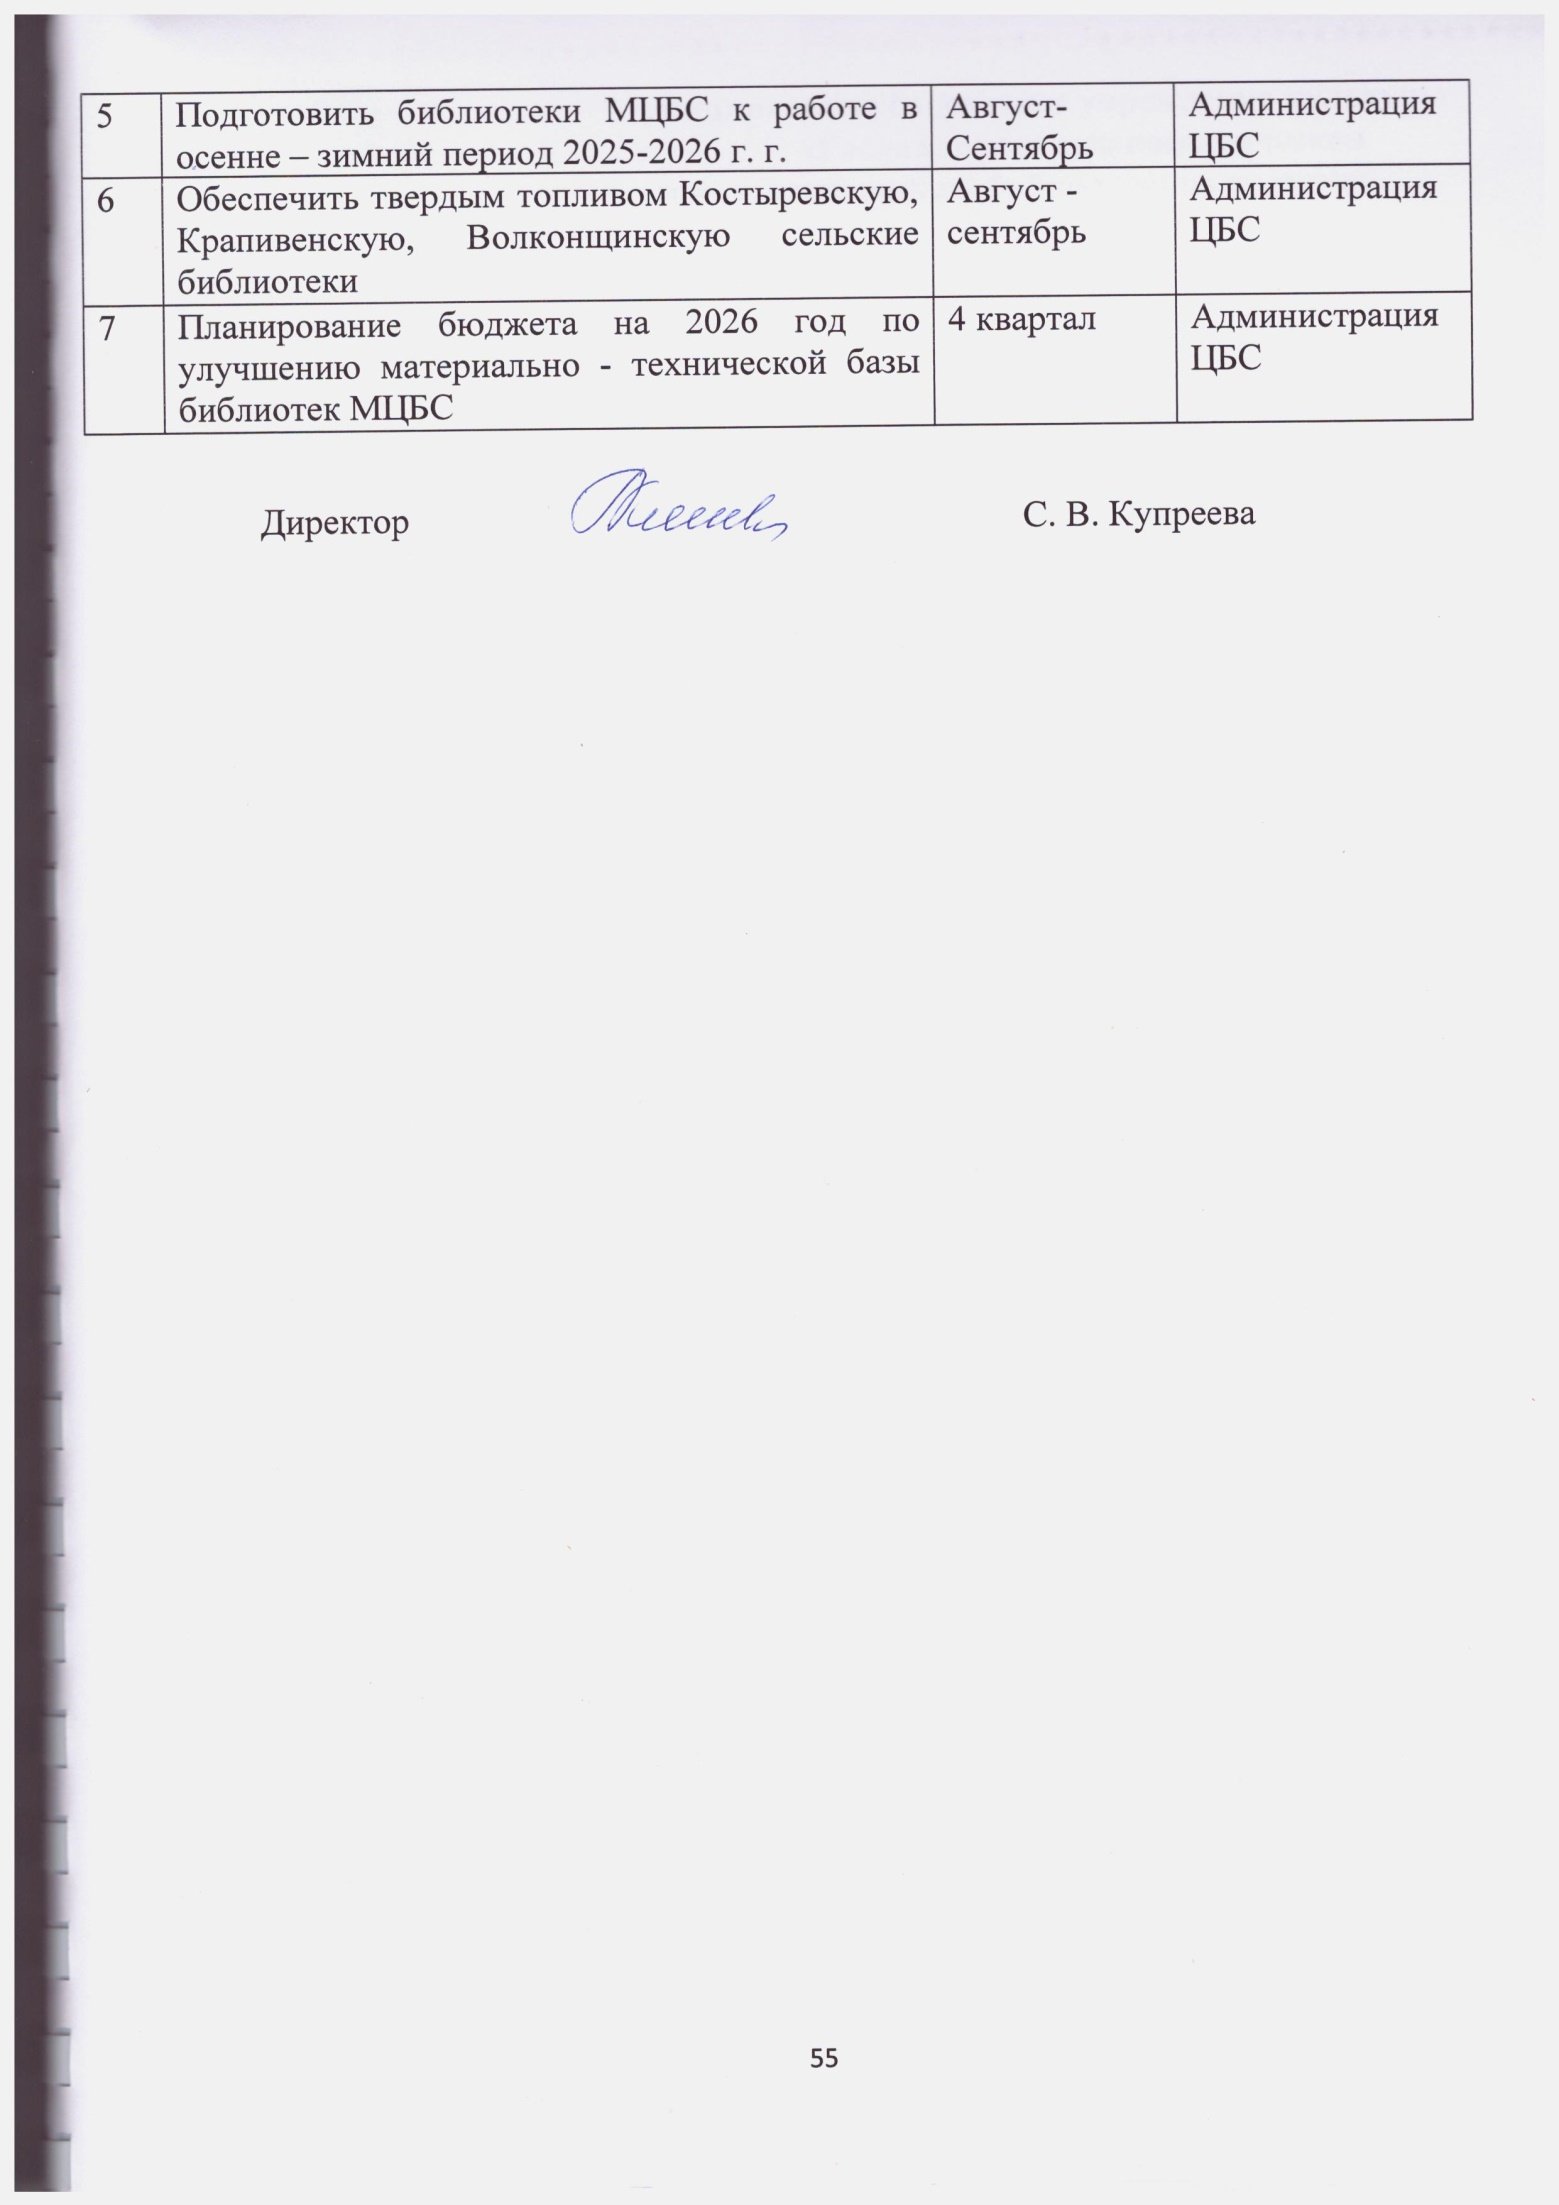 5 Подготовить библиотеки МЦБС к работе в Август- Администрация
осенне – зимний период 2025-2026 г. г. Сентябрь ЦБС
6 Обеспечить твердым топливом Костыревскую, Август - Администрация
Крапивенскую, Волконщинскую сельские сентябрь ЦБС
библиотеки
7 Планирование бюджета на 2026 год по 4 квартал Администрация
улучшению материально - технической базы ЦБС
библиотек МЦБС
Директор С. В. Купреева
55